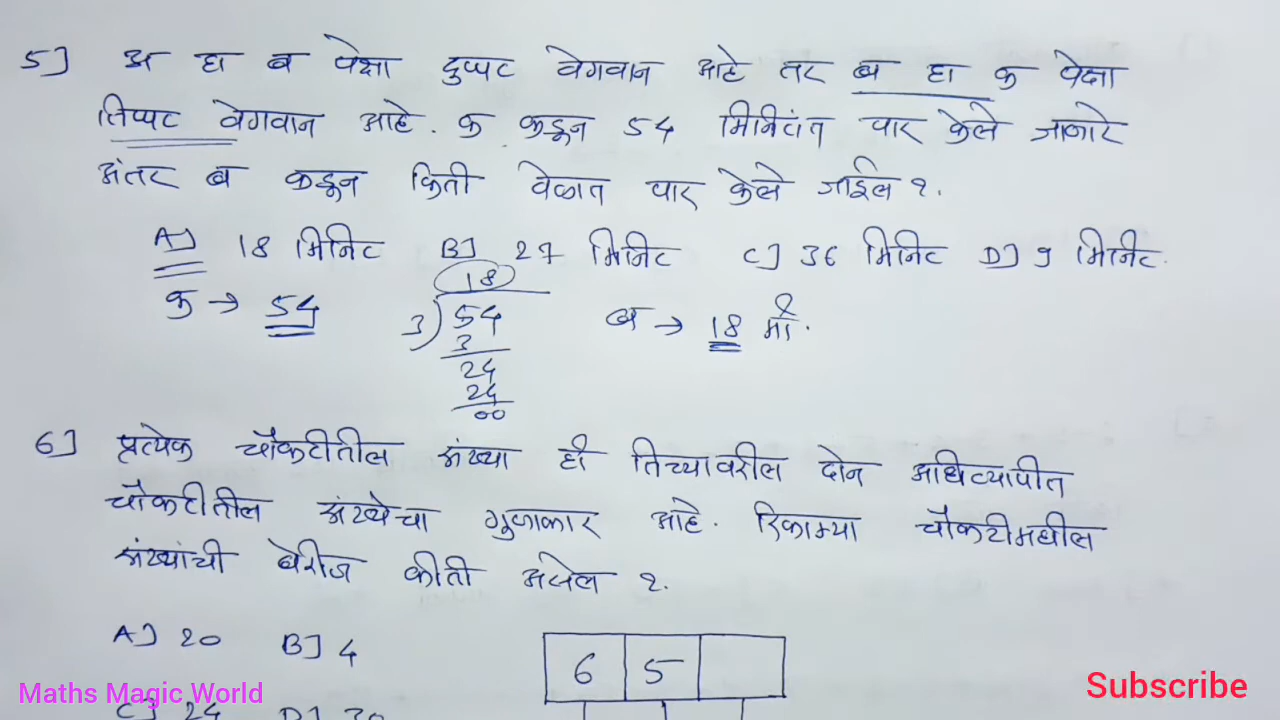 5] अ हा ब पेक्षा दुप्पट वेगवान आहे तर ब हा क पेक्षा
तिप्पट वेगवान आहे. क कडून 54 मिनिटांत पार केले जाणारे
अंतर ब कडून किती वेळात पार केले जाईल ?.
A] 18 मिनिट B] 27 मिनिट C] 36 मिनिट D] 9 मिनिट.
क → 54
18
3) 54
3
24
24
00
ब → 18 मी.
6] प्रत्येक चौकटीतील संख्या ही तिच्यावरील दोन अधिव्यापीत
चौकटीतील संख्येचा गुणाकार आहे. रिकाम्या चौकटीमधील
संख्यांची बेरीज कीती असेल ?.
A] 20 B] 4
6 5
C] 24 D] 30
Maths Magic World
Subscribe